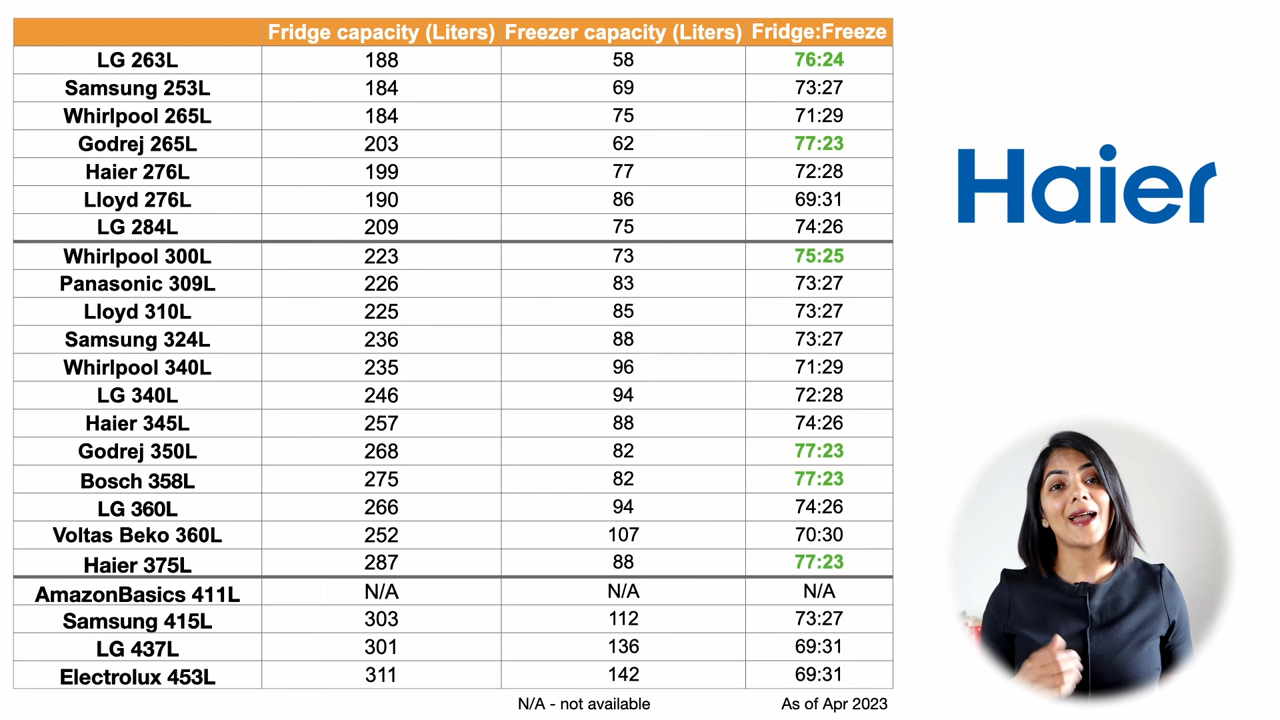 Fridge capacity (Liters) Freezer capacity (Liters) Fridge:Freeze
LG 263L 188 58 76:24
Samsung 253L 184 69 73:27
Whirlpool 265L 184 75 71:29
Godrej 265L 203 62 77:23
Haier 276L 199 77 72:28
Lloyd 276L 190 86 69:31
LG 284L 209 75 74:26
Whirlpool 300L 223 73 75:25
Panasonic 309L 226 83 73:27
Lloyd 310L 225 85 73:27
Samsung 324L 236 88 73:27
Whirlpool 340L 235 96 71:29
LG 340L 246 94 72:28
Haier 345L 257 88 74:26
Godrej 350L 268 82 77:23
Bosch 358L 275 82 77:23
LG 360L 266 94 74:26
Voltas Beko 360L 252 107 70:30
Haier 375L 287 88 77:23
AmazonBasics 411L N/A N/A N/A
Samsung 415L 303 112 73:27
LG 437L 301 136 69:31
Electrolux 453L 311 142 69:31
N/A - not available As of Apr 2023
Haier